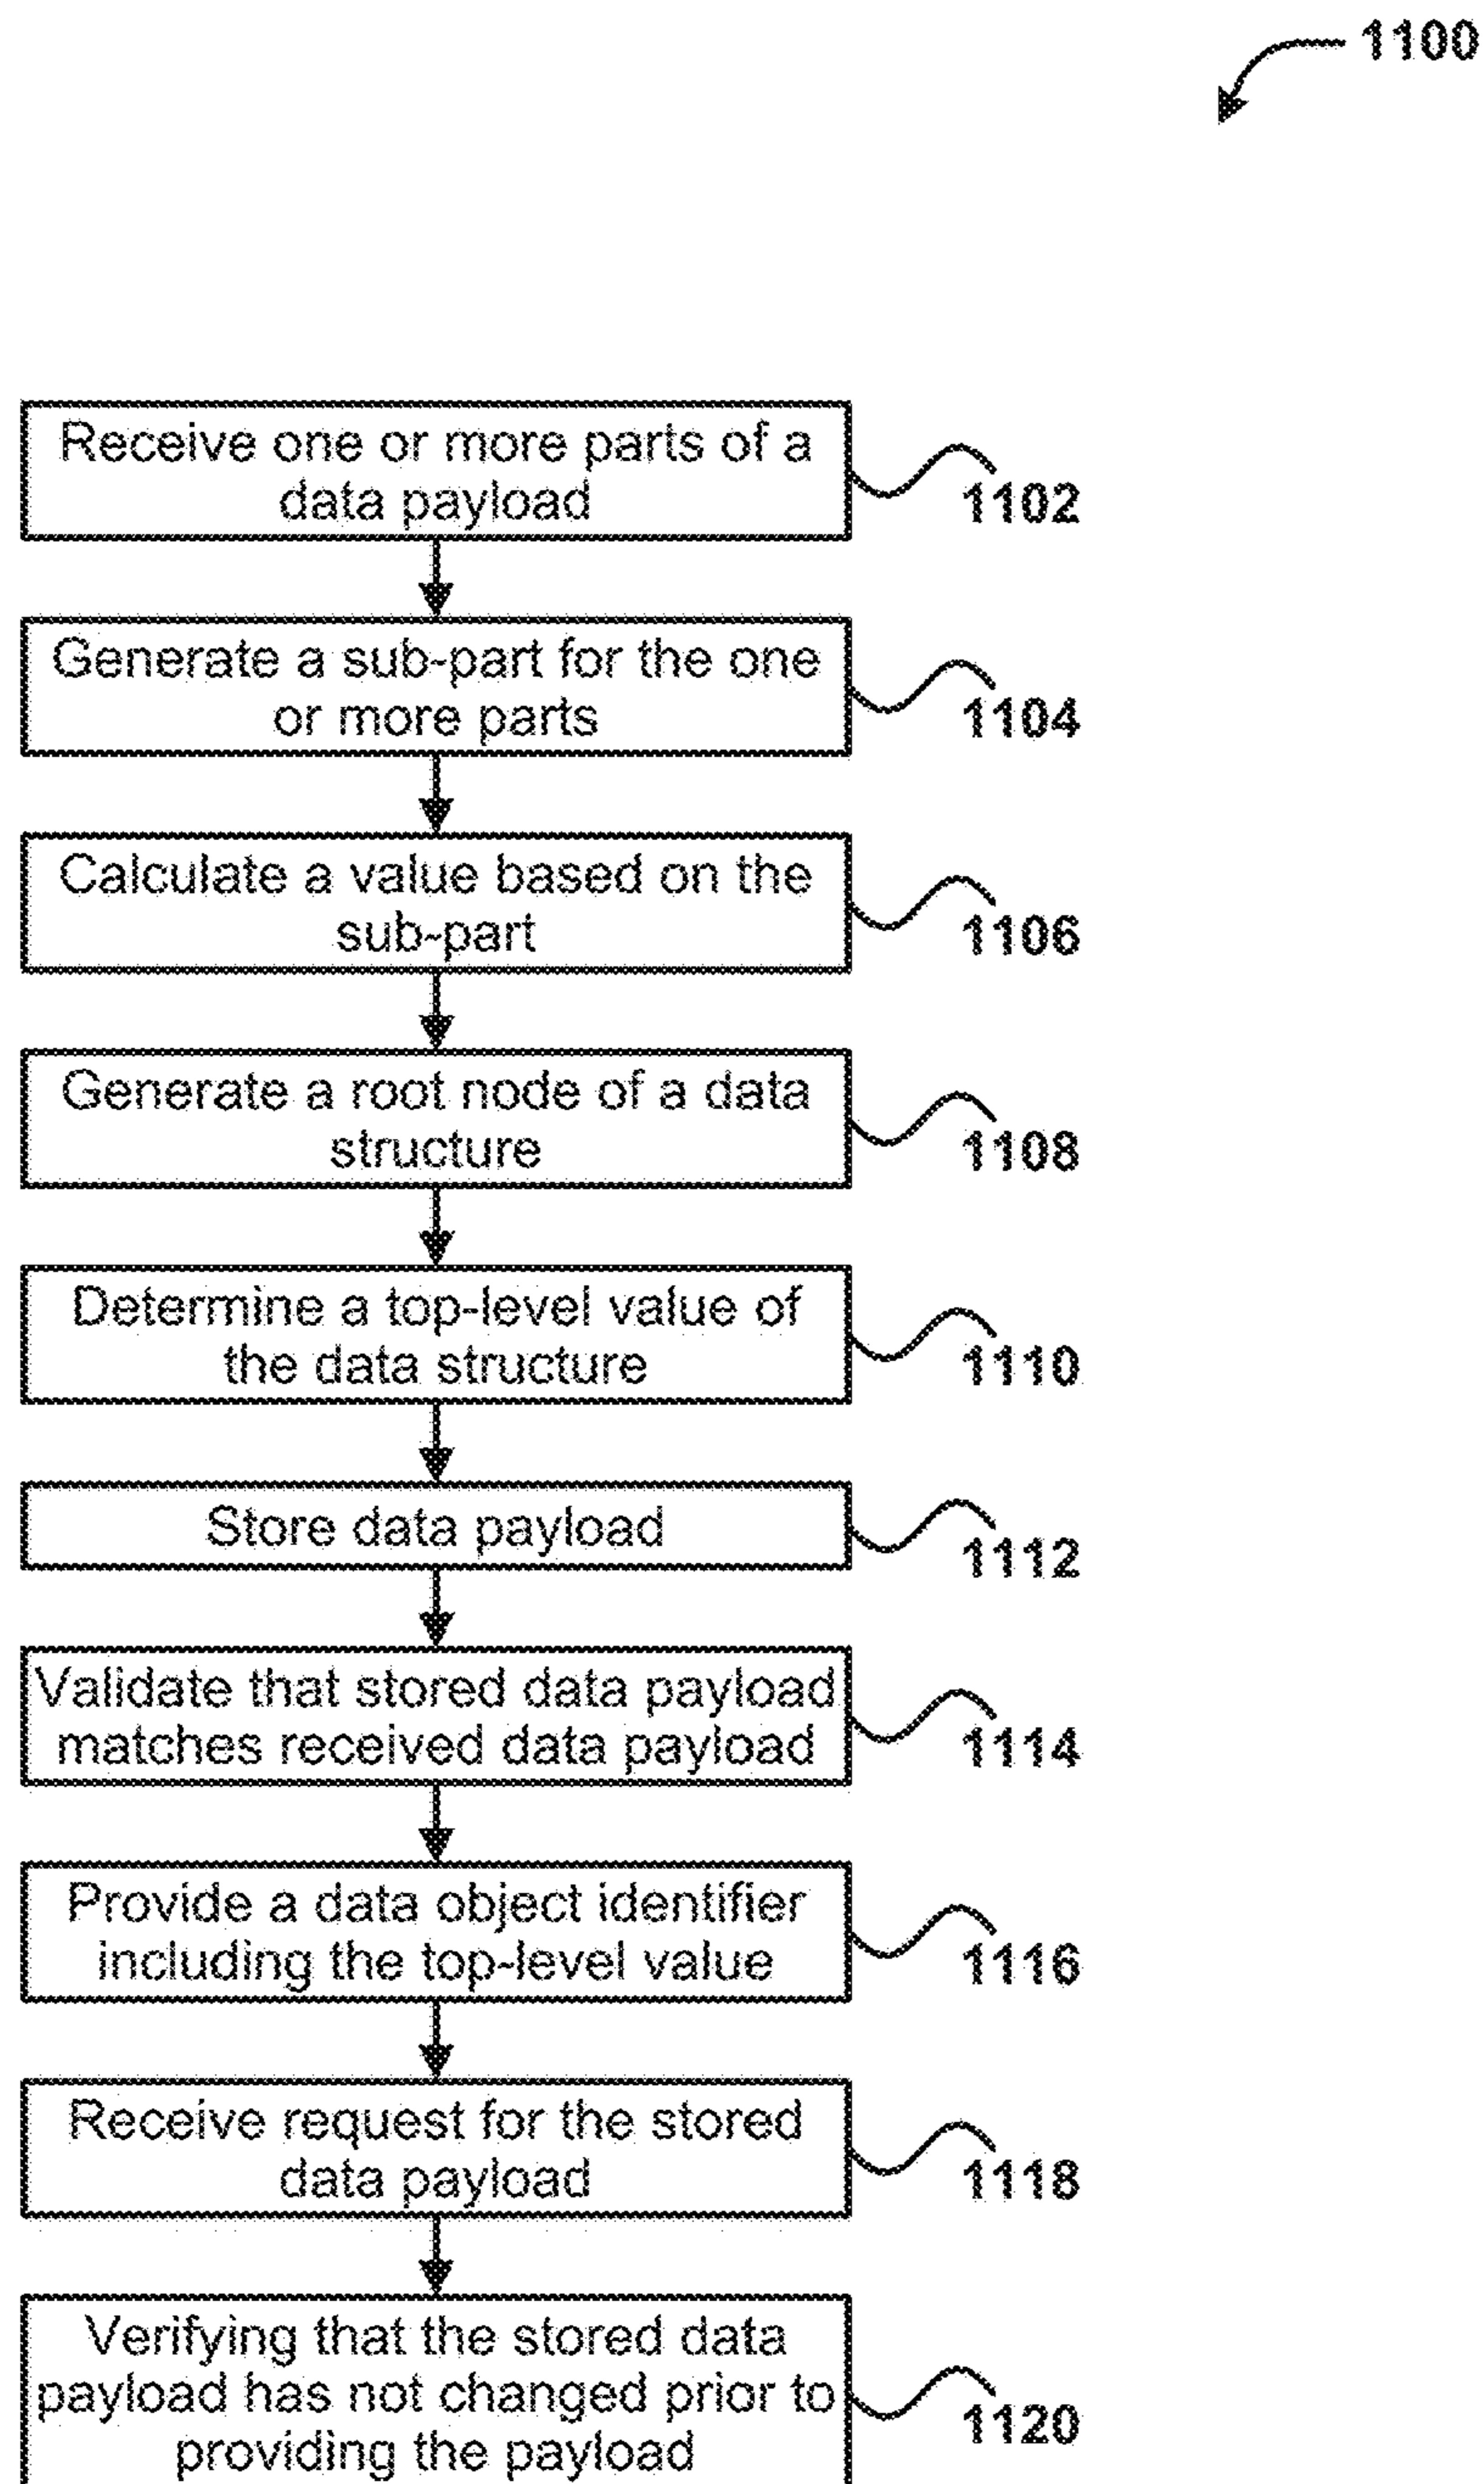 1100
Receive one or more parts of a
data payload
1102
Generate a sub-part for the one
or more parts
1104
Calculate a value based on the
sub-part
1106
Generate a root node of a data
structure
1108
Determine a top-level value of
the data structure
1110
Store data payload
1112
Validate that stored data payload
matches received data payload
1114
Provide a data object identifier
including the top-level value
1116
Receive request for the stored
data payload
1118
Verifying that the stored data
payload has not changed prior to
providing the payload
1120